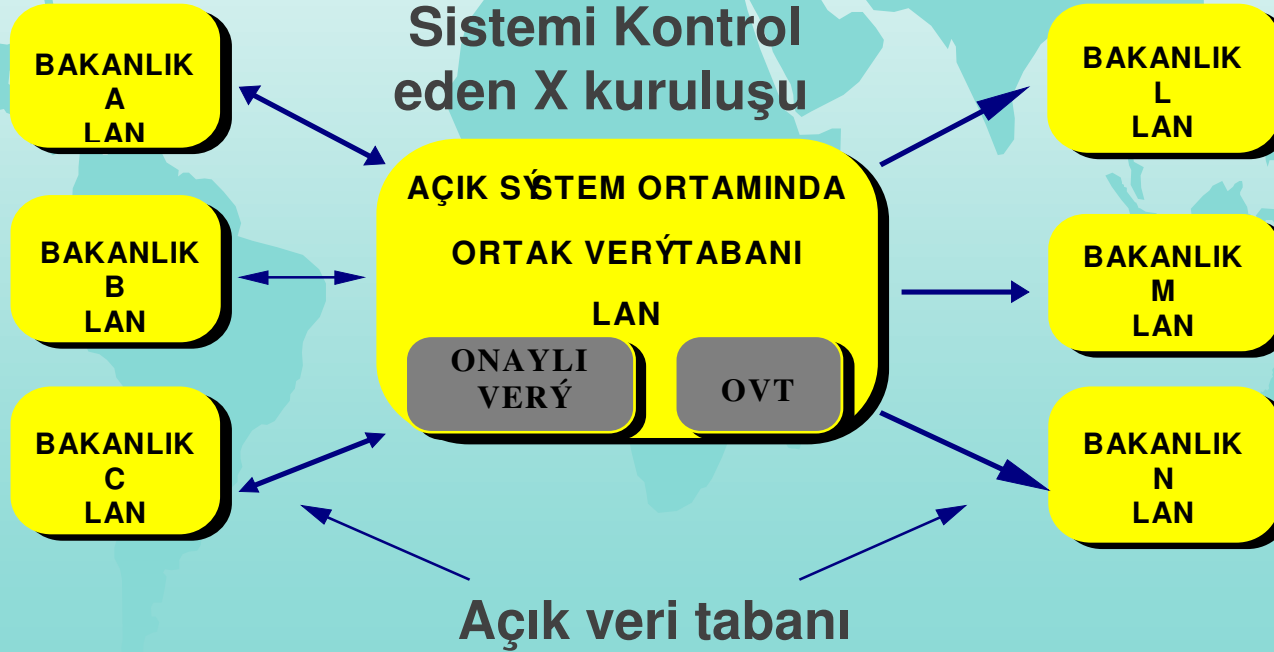 Sistemi Kontrol
eden X kuruluşu
BAKANLIK
A
LAN
BAKANLIK
B
LAN
BAKANLIK
C
LAN
AÇIK SÝSTEM ORTAMINDA
ORTAK VERÝTABANI
LAN
ONAYLI
VERÝ
OVT
BAKANLIK
L
LAN
BAKANLIK
M
LAN
BAKANLIK
N
LAN
Açık veri tabanı